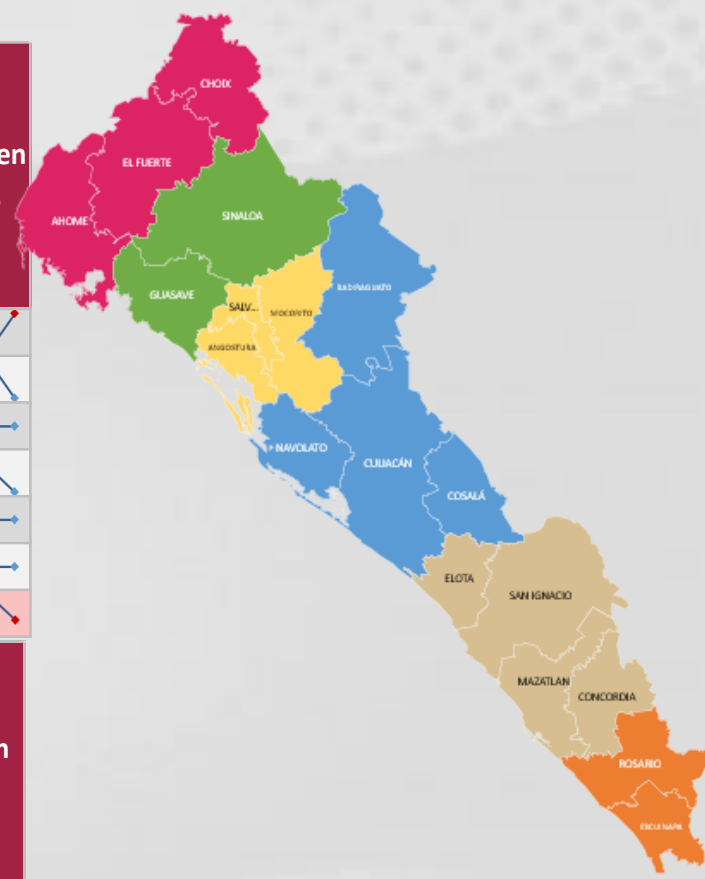 CHOIX
en
EL FUERTE
AHOME
SINALOA
BADIRAGUATO
GUASAVE
SALV...
MOCORITO
ANGOSTURA
NAVOLATO
CULIACÁN
COSALÁ
ELOTA
SAN IGNACIO
MAZATLAN
CONCORDIA
n
ROSARIO
ESCUINAPA